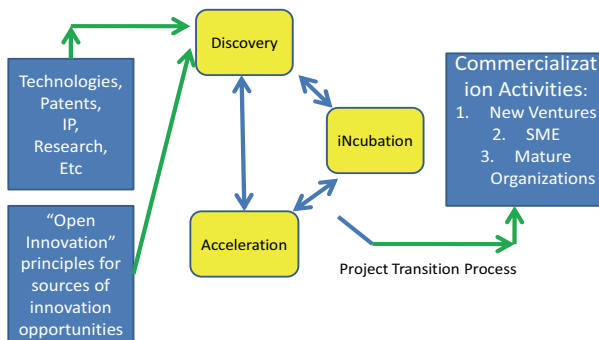 Discovery
Technologies,
Patents,
IP,
Research,
Etc
Commercializat
ion Activities:
1. New Ventures
2. SME
3. Mature
Organizations
iNcubation
"Open
Innovation"
principles for
sources of
innovation
opportunities
Acceleration
Project Transition Process